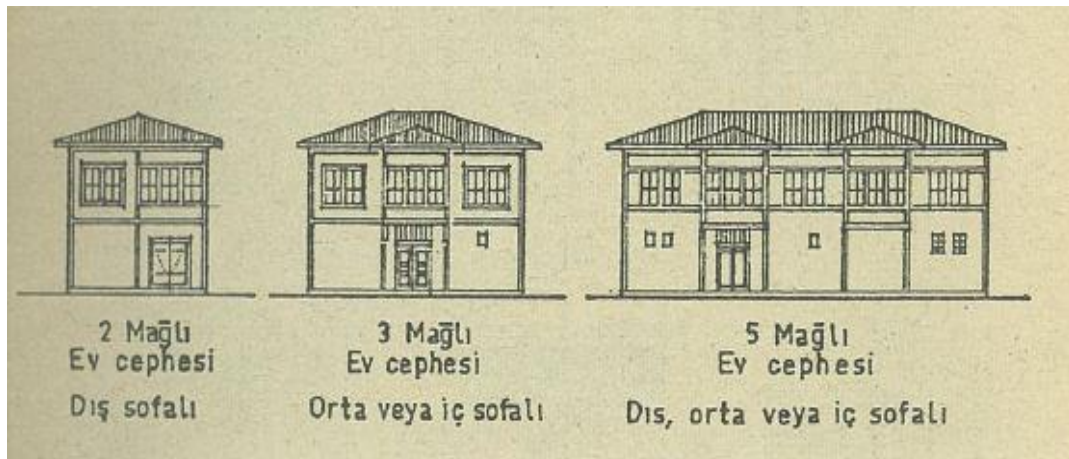 2 Mağlı
Ev cephesi
Dış sofalı
3 Mağlı
Ev cephesi
Orta veya iç sofalı
5 Mağlı
Ev cephesi
Dıs, orta veya iç sofalı